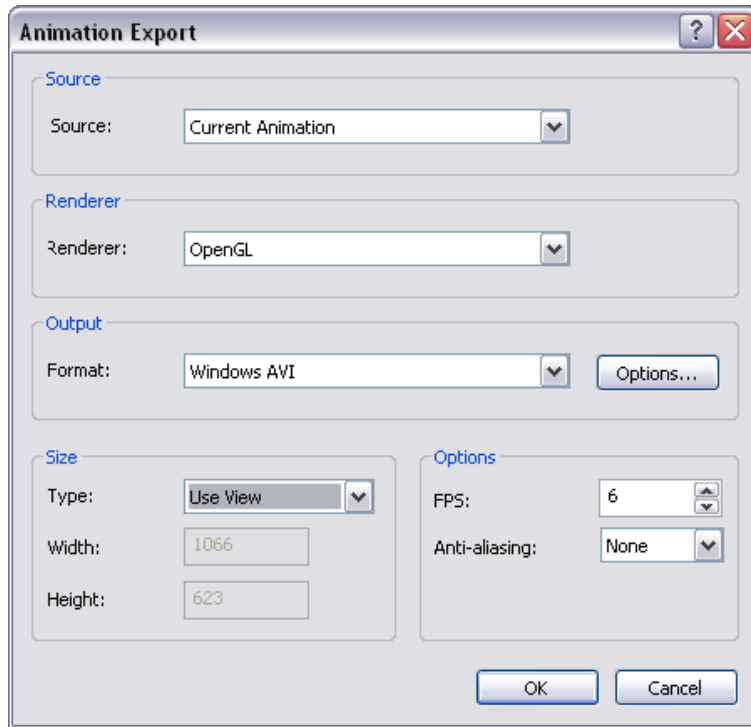 Animation Export
Source
Source: Current Animation
Renderer
Renderer: OpenGL
Output
Format: Windows AVI Options...
Size
Type: Use View
Width: 1066
Height: 623
Options
FPS: 6
Anti-aliasing: None
OK Cancel